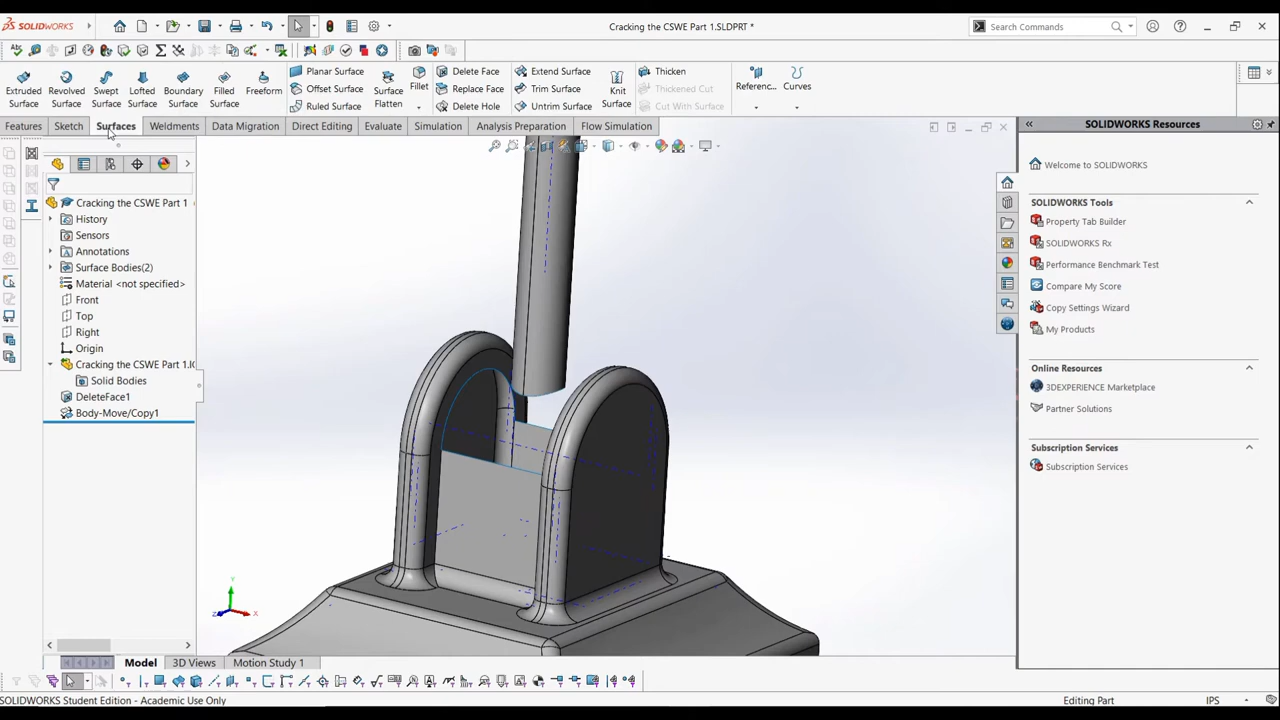 SOLIDWORKS
Cracking the CSWE Part 1.SLDPRT *
Search Commands
Extruded Surface
Revolved Surface
Swept Surface
Lofted Surface
Boundary Surface
Filled Surface
Freeform
Planar Surface
Offset Surface
Ruled Surface
Surface Flatten
Fillet
Delete Face
Replace Face
Delete Hole
Extend Surface
Trim Surface
Untrim Surface
Knit Surface
Thicken
Thickened Cut
Cut With Surface
Referenc...
Curves
Features
Sketch
Surfaces
Weldments
Data Migration
Direct Editing
Evaluate
Simulation
Analysis Preparation
Flow Simulation
Cracking the CSWE Part 1
History
Sensors
Annotations
Surface Bodies(2)
Material <not specified>
Front
Top
Right
Origin
Cracking the CSWE Part 1.IG
Solid Bodies
DeleteFace1
Body-Move/Copy1
Y
Z
X
SOLIDWORKS Resources
Welcome to SOLIDWORKS
SOLIDWORKS Tools
Property Tab Builder
SOLIDWORKS Rx
Performance Benchmark Test
Compare My Score
Copy Settings Wizard
My Products
Online Resources
3DEXPERIENCE Marketplace
Partner Solutions
Subscription Services
Subscription Services
Model
3D Views
Motion Study 1
SOLIDWORKS Student Edition - Academic Use Only
Editing Part
IPS